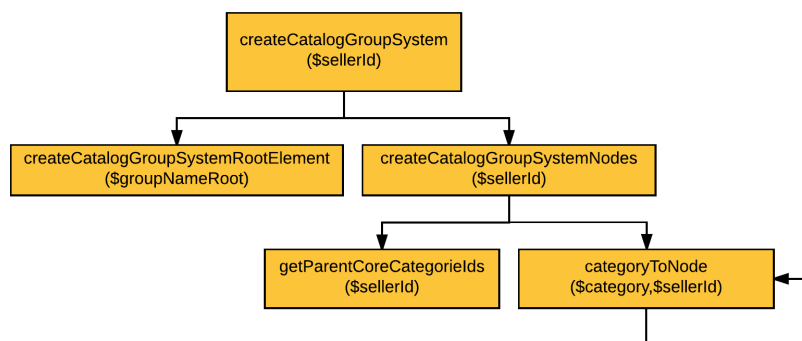 createCatalogGroupSystem
($sellerId)
createCatalogGroupSystemRootElement
($groupNameRoot)
createCatalogGroupSystemNodes
($sellerId)
getParentCoreCategorieIds
($sellerId)
categoryToNode
($category,$sellerId)